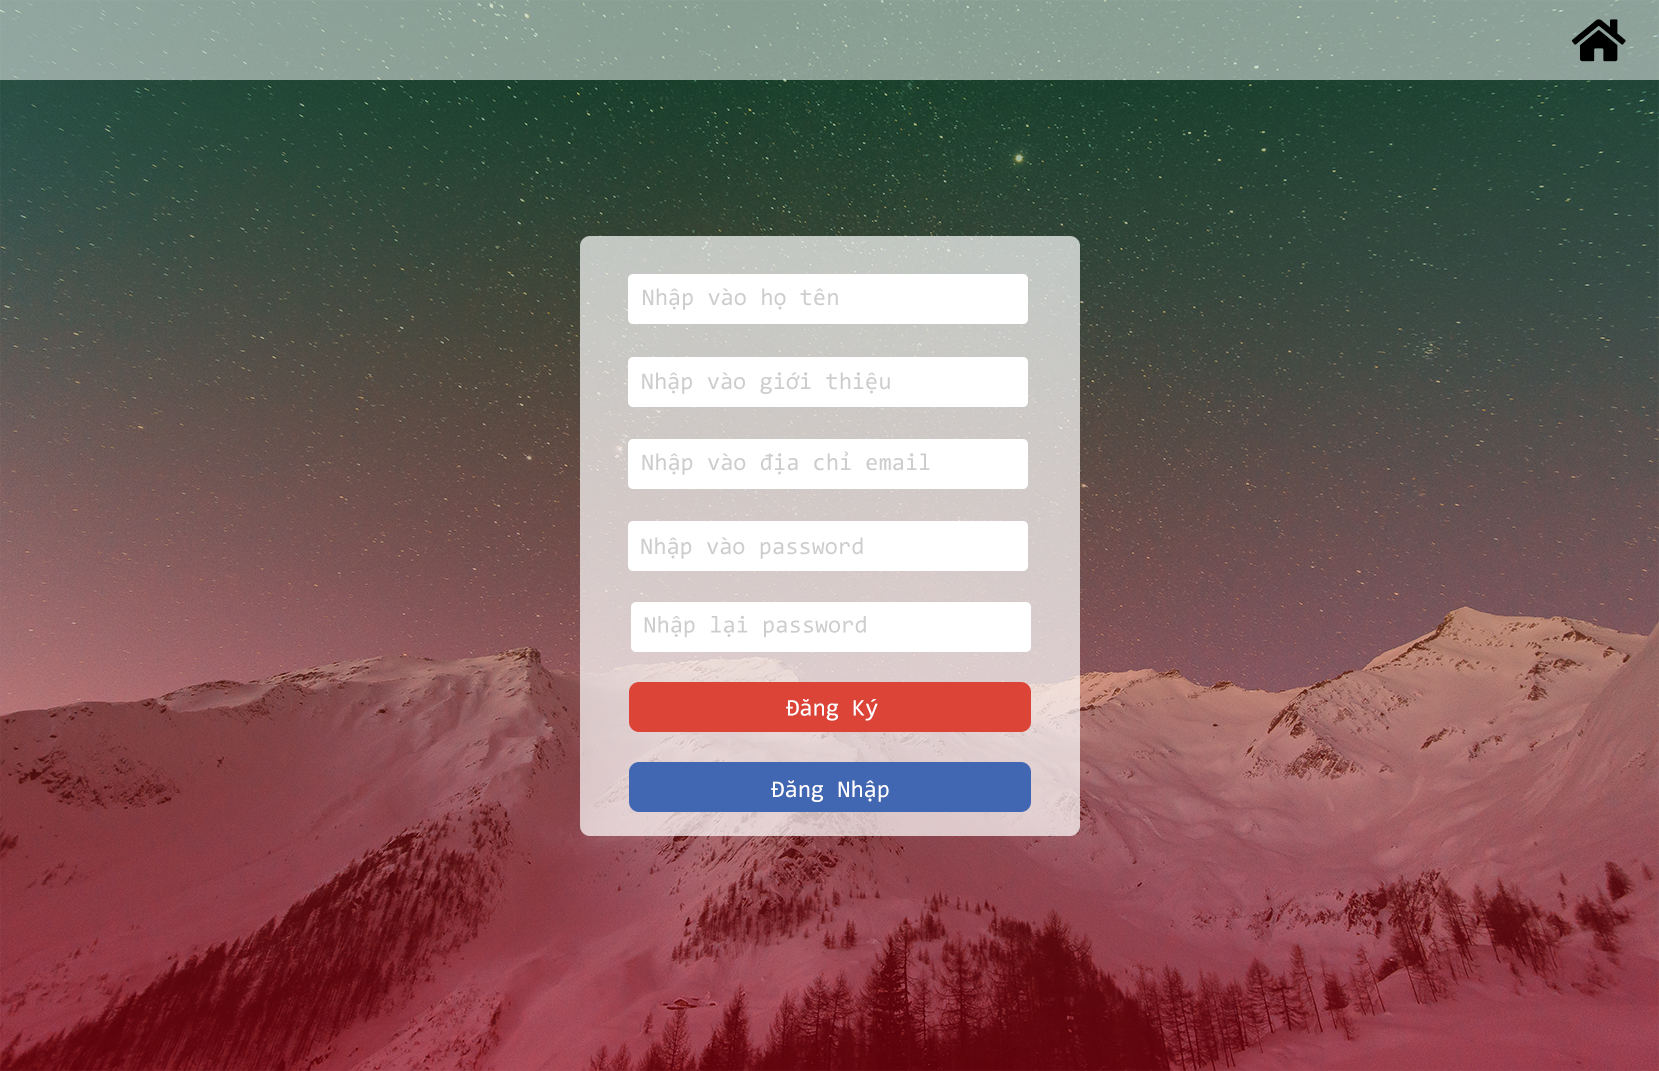 Nhập vào họ tên
Nhập vào giới thiệu
Nhập vào địa chỉ email
Nhập vào password
Nhập lại password
Đăng Ký
Đăng Nhập